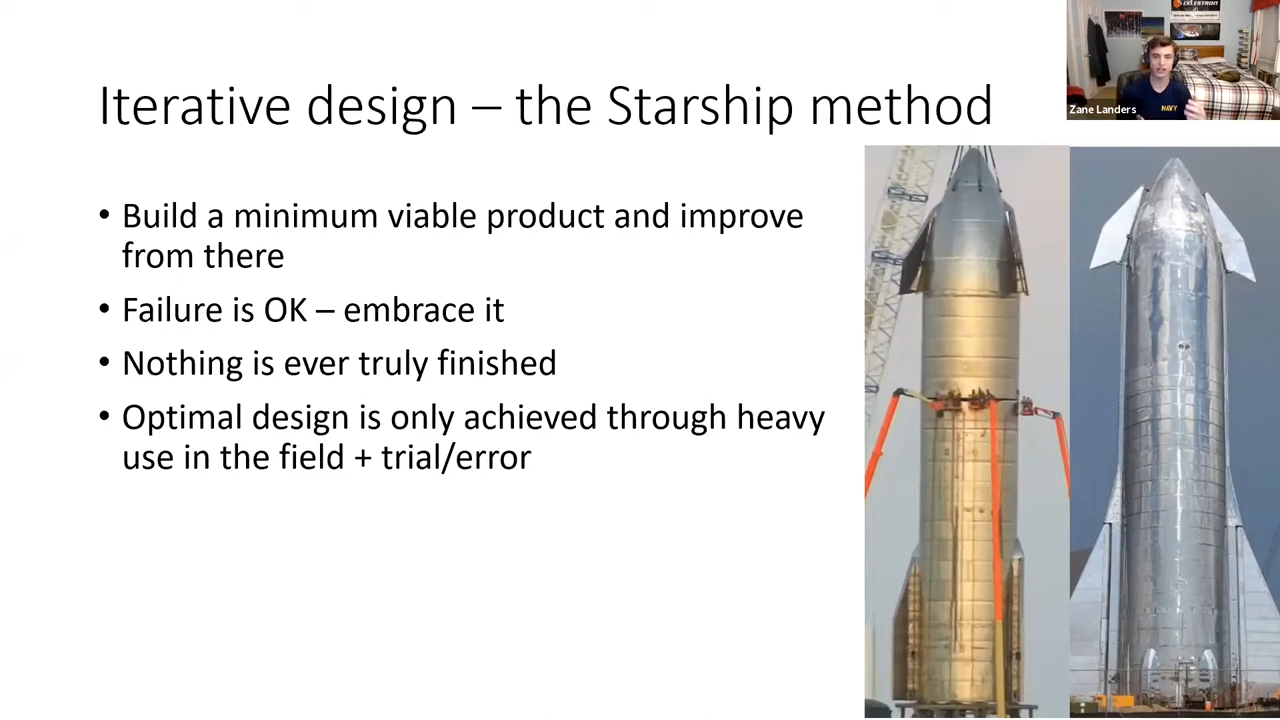 CELESTRON
Zane Landers
NAVY
Iterative design – the Starship method
• Build a minimum viable product and improve
from there
• Failure is OK – embrace it
• Nothing is ever truly finished
• Optimal design is only achieved through heavy
use in the field + trial/error